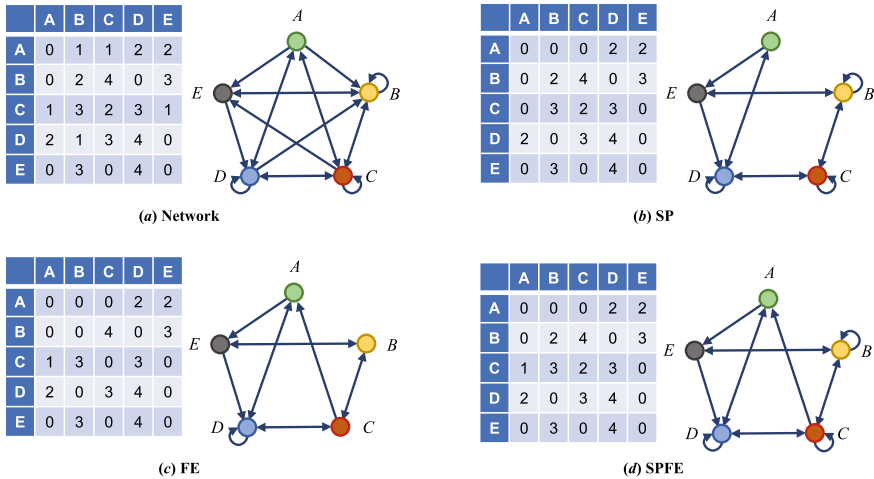 A B C D E
A 0 1 1 2 2
B 0 2 4 0 3
C 1 3 2 3 1
D 2 1 3 4 0
E 0 3 0 4 0
A
E
B
D
C
(a) Network
A B C D E
A 0 0 0 2 2
B 0 2 4 0 3
C 0 3 2 3 0
D 2 0 3 4 0
E 0 3 0 4 0
A
E
B
D
C
(b) SP
A B C D E
A 0 0 0 2 2
B 0 0 4 0 3
C 1 3 0 3 0
D 2 0 3 4 0
E 0 3 0 4 0
A
E
B
D
C
(c) FE
A B C D E
A 0 0 0 2 2
B 0 2 4 0 3
C 1 3 2 3 0
D 2 0 3 4 0
E 0 3 0 4 0
A
E
B
D
C
(d) SPFE